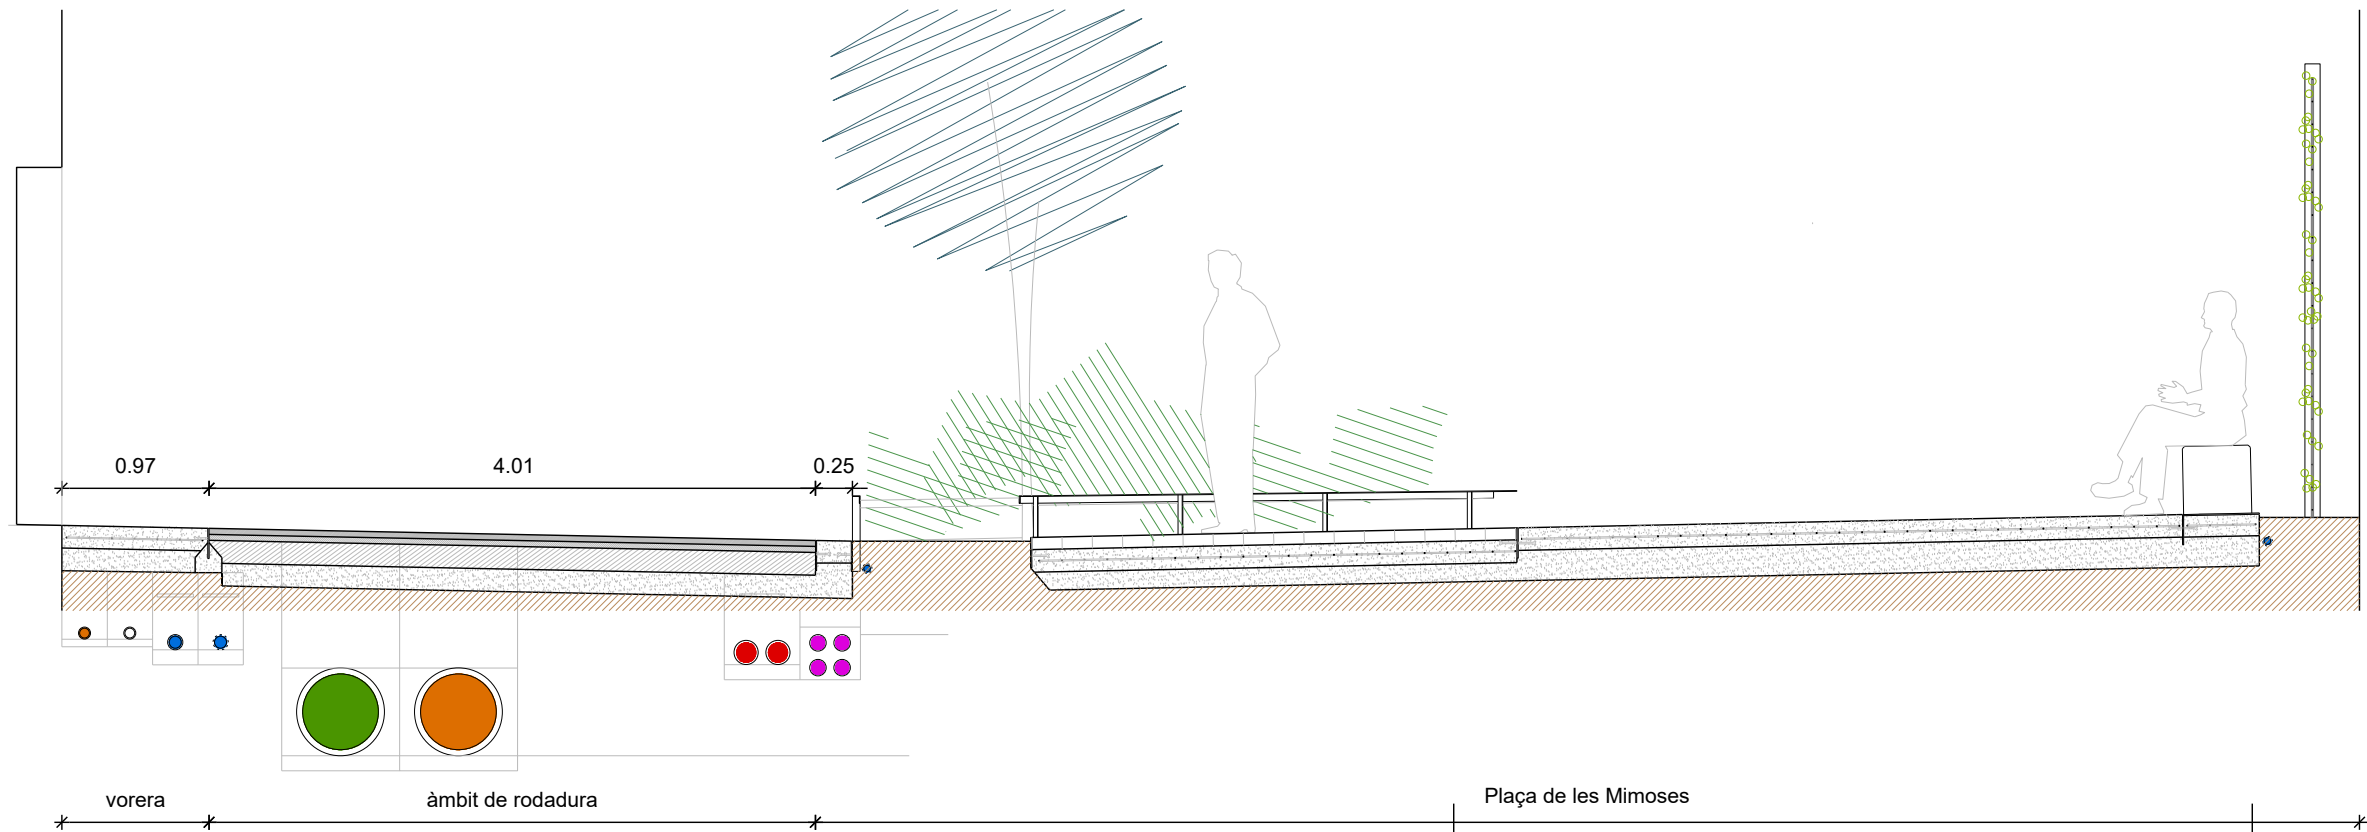 0.97 4.01 0.25
vorera àmbit de rodadura Plaça de les Mimoses